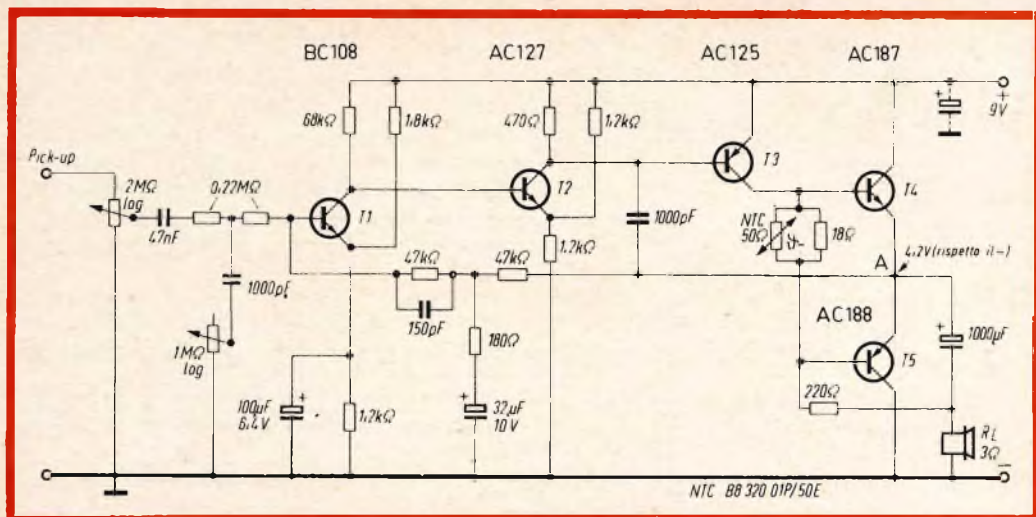 BC108
AC127
AC125
AC187
68kΩ
1,8kΩ
470Ω
1,2kΩ
+
9V
+
Pick-up
2MΩ
log
47nF
0,22MΩ
T1
T2
T3
T4
1000pF
NTC
50Ω
ϑ-
18Ω
1,2kΩ
47kΩ
47kΩ
A
4,2V (rispetto il -)
1000pF
150pF
AC188
1MΩ
log
180Ω
T5
+
1000µF
220Ω
+
100µF
6,4V
1,2kΩ
+
32µF
10V
RL
3Ω
-
NTC B8 320 01P/50E